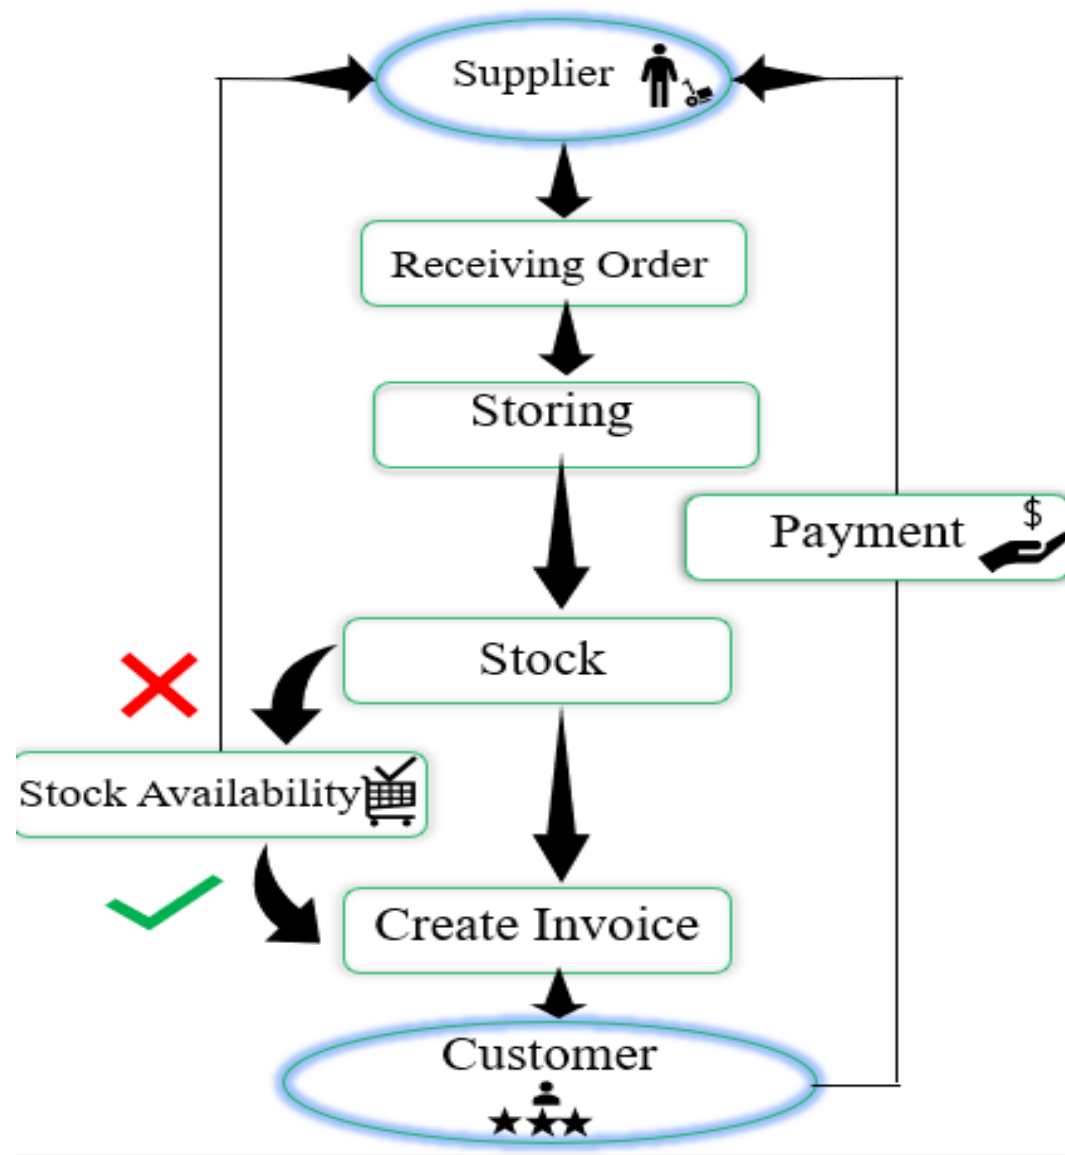 Supplier
Receiving Order
Storing
Payment
$
Stock
Stock Availability
Create Invoice
Customer